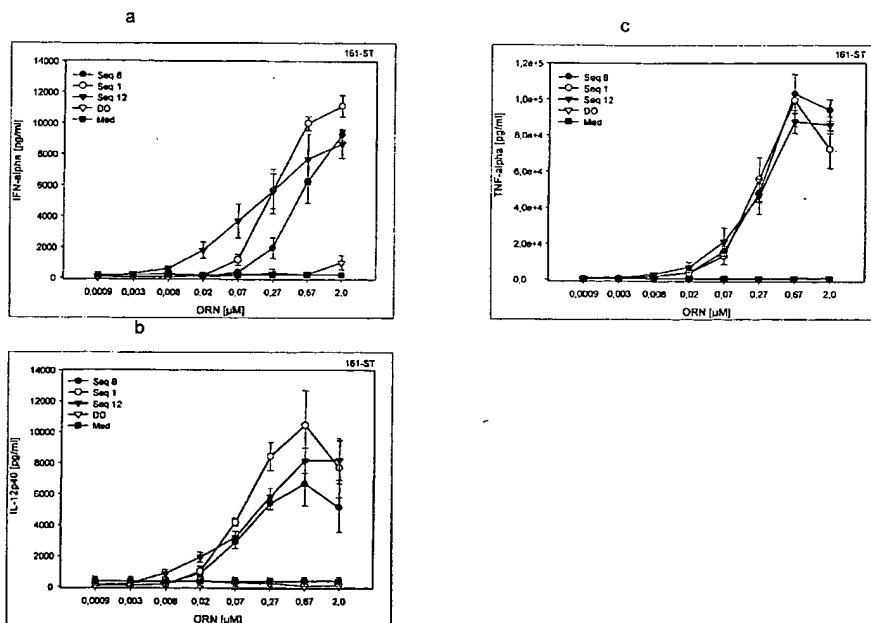 a
161-ST
14000
12000
10000
8000
6000
4000
2000
0
IFN-alpha [pg/ml]
Seq 8
Seq 1
Seq 12
DO
Med
0,0009 0,003 0,008 0,02 0,07 0,27 0,67 2,0
ORN [µM]
b
161-ST
14000
12000
10000
8000
6000
4000
2000
0
IL-12p40 [pg/ml]
Seq 8
Seq 1
Seq 12
DO
Med
0,0009 0,003 0,008 0,02 0,07 0,27 0,67 2,0
ORN [µM]
c
161-ST
1,2e+5
1,0e+5
8,0e+4
6,0e+4
4,0e+4
2,0e+4
0,0
TNF-alpha [pg/ml]
Seq 8
Seq 1
Seq 12
DO
Med
0,0009 0,003 0,008 0,02 0,07 0,27 0,67 2,0
ORN [µM]